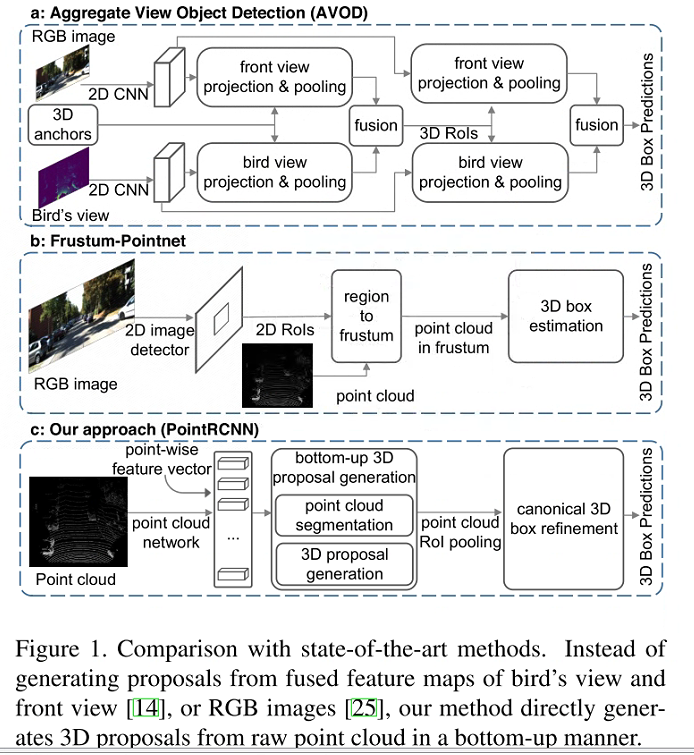 a: Aggregate View Object Detection (AVOD)
RGB image
2D CNN
front view
projection & pooling
front view
projection & pooling
3D
anchors
fusion
3D RoIs
fusion
3D Box Predictions
2D CNN
bird view
projection & pooling
bird view
projection & pooling
Bird's view
b: Frustum-Pointnet
RGB image
2D image
detector
2D RoIs
point cloud
region
to
frustum
point cloud
in frustum
3D box
estimation
3D Box Predictions
c: Our approach (PointRCNN)
point-wise
feature vector
Point cloud
point cloud
network
...
bottom-up 3D
proposal generation
point cloud
segmentation
3D proposal
generation
point cloud
RoI pooling
canonical 3D
box refinement
3D Box Predictions
Figure 1. Comparison with state-of-the-art methods. Instead of
generating proposals from fused feature maps of bird's view and
front view [14], or RGB images [25], our method directly gener-
ates 3D proposals from raw point cloud in a bottom-up manner.